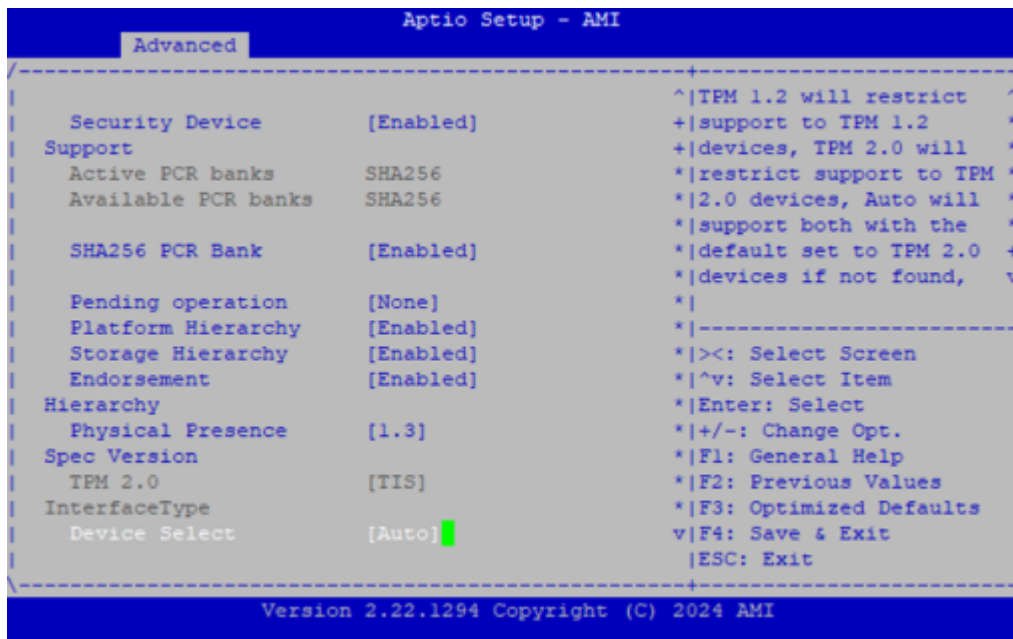 Aptio Setup - AMI
Advanced
Security Device [Enabled]
Support
Active PCR banks SHA256
Available PCR banks SHA256
SHA256 PCR Bank [Enabled]
Pending operation [None]
Platform Hierarchy [Enabled]
Storage Hierarchy [Enabled]
Endorsement [Enabled]
Hierarchy
Physical Presence [1.3]
Spec Version
TPM 2.0 [TIS]
InterfaceType
Device Select [Auto]
TPM 1.2 will restrict
support to TPM 1.2
devices, TPM 2.0 will
restrict support to TPM
2.0 devices, Auto will
support both with the
default set to TPM 2.0
devices if not found,
><: Select Screen
^v: Select Item
Enter: Select
+/-: Change Opt.
F1: General Help
F2: Previous Values
F3: Optimized Defaults
F4: Save & Exit
ESC: Exit
Version 2.22.1294 Copyright (C) 2024 AMI